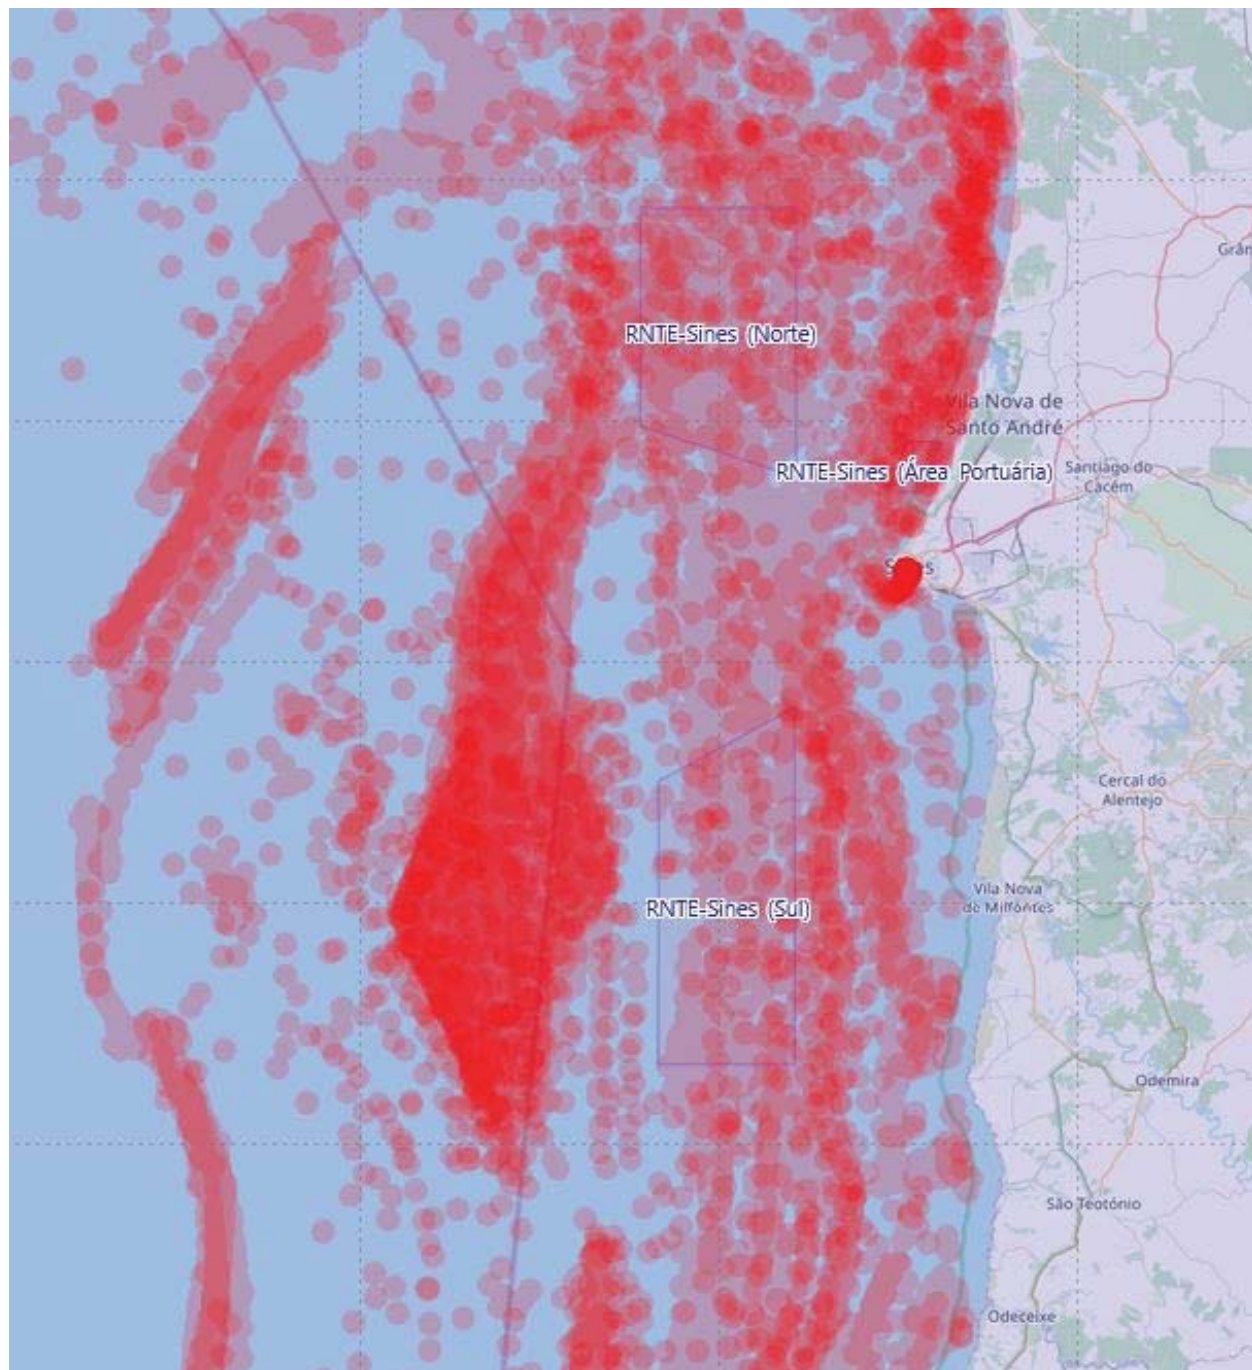 Grân
RNTE-Sines (Norte)
Vila Nova de
Santo André
RNTE-Sines (Área Portuária)
Santiago do
Cacém
Sines
Cercal do
Alentejo
Vila Nova
de Milfontes
RNTE-Sines (Sul)
Odemira
São Teotónio
Odeceixe